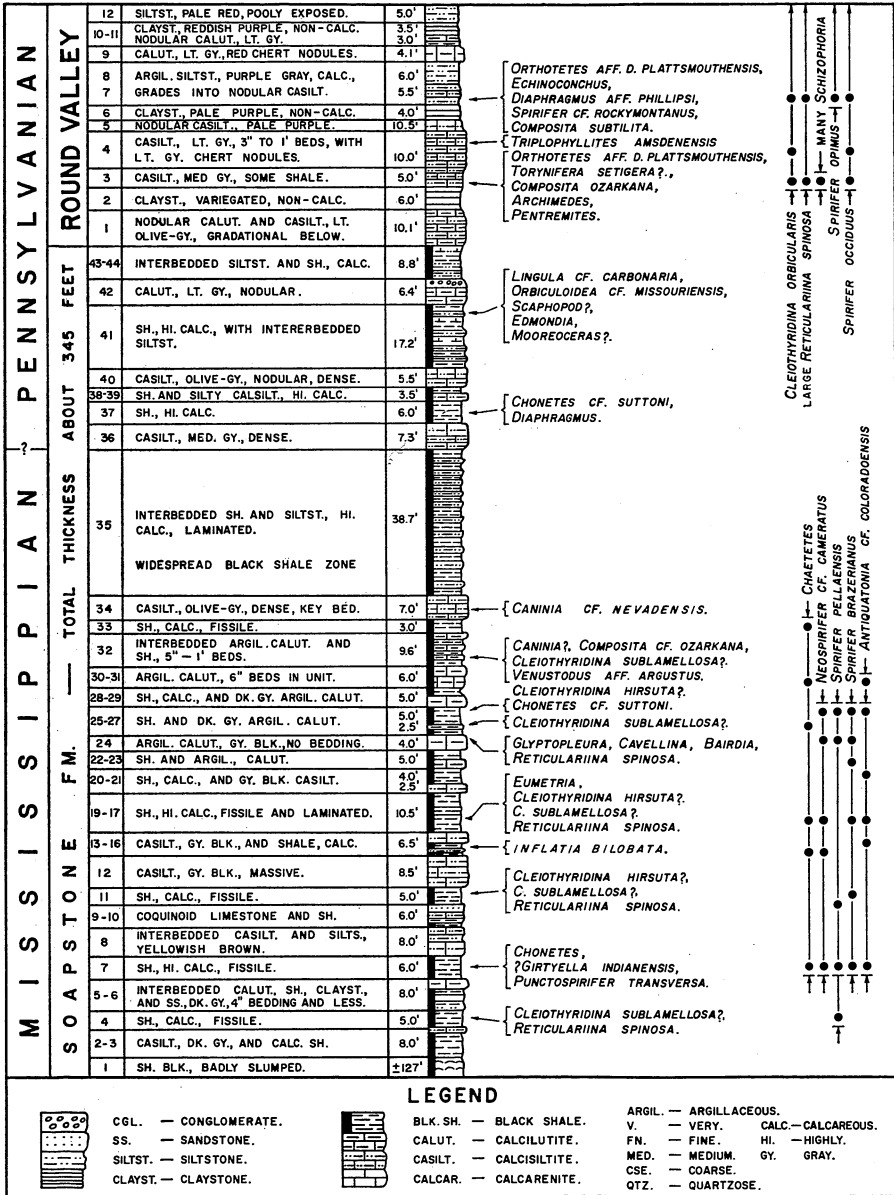 12 SILTST., PALE RED, POOLY EXPOSED. 5.0'
10-11 CLAYST., REDDISH PURPLE, NON-CALC. 3.5'
NODULAR CALUT., LT. GY. 3.0'
9 CALUT., LT. GY., RED CHERT NODULES. 4.1'
8 ARGIL. SILTST., PURPLE GRAY, CALC., 6.0'
7 GRADES INTO NODULAR CASILT. 5.5'
6 CLAYST., PALE PURPLE, NON-CALC. 4.0'
5 NODULAR CASILT., PALE PURPLE. 10.5'
4 CASILT., LT. GY., 3" TO 1' BEDS, WITH
LT. GY. CHERT NODULES. 10.0'
3 CASILT., MED GY., SOME SHALE. 5.0'
2 CLAYST., VARIEGATED, NON-CALC. 6.0'
1 NODULAR CALUT. AND CASILT., LT.
OLIVE-GY., GRADATIONAL BELOW. 10.1'
43-44 INTERBEDDED SILTST. AND SH., CALC. 8.8'
42 CALUT., LT. GY., NODULAR. 6.4'
41 SH., HI. CALC., WITH INTERERBEDDED
SILTST. 17.2'
40 CASILT., OLIVE-GY., NODULAR, DENSE. 5.5'
38-39 SH. AND SILTY CALSILT., HI. CALC. 3.5'
37 SH., HI. CALC. 6.0'
36 CASILT., MED. GY., DENSE. 7.3'
35 INTERBEDDED SH. AND SILTST., HI. 38.7'
CALC., LAMINATED.
WIDESPREAD BLACK SHALE ZONE
34 CASILT., OLIVE-GY., DENSE, KEY BED. 7.0'
33 SH., CALC., FISSILE. 3.0'
32 INTERBEDDED ARGIL. CALUT. AND 9.6'
SH., 5" – 1' BEDS.
30-31 ARGIL. CALUT., 6" BEDS IN UNIT. 6.0'
28-29 SH., CALC., AND DK. GY. ARGIL. CALUT. 5.0'
25-27 SH. AND DK. GY. ARGIL. CALUT. 5.0'
2.5'
24 ARGIL. CALUT., GY. BLK., NO BEDDING. 4.0'
22-23 SH. AND ARGIL., CALUT. 5.0'
20-21 SH., CALC., AND GY. BLK. CASILT. 4.0'
2.5'
19-17 SH., HI. CALC., FISSILE AND LAMINATED. 10.5'
13-16 CASILT., GY. BLK., AND SHALE, CALC. 6.5'
12 CASILT., GY. BLK., MASSIVE. 8.5'
11 SH., CALC., FISSILE. 5.0'
9-10 COQUINOID LIMESTONE AND SH. 6.0'
8 INTERBEDDED CASILT. AND SILTS., 8.0'
YELLOWISH BROWN.
7 SH., HI. CALC., FISSILE. 6.0'
5-6 INTERBEDDED CALUT., SH., CLAYST., 8.0'
AND SS., DK. GY., 4" BEDDING AND LESS.
4 SH., CALC., FISSILE. 5.0'
2-3 CASILT., DK. GY., AND CALC. SH. 8.0'
1 SH. BLK., BADLY SLUMPED. ±127'
MISSISSIPPIAN ? PENNSYLVANIAN
SOAPSTONE FM. — TOTAL THICKNESS ABOUT 345 FEET
ROUND VALLEY
ORTHOTETES AFF. D. PLATTSMOUTHENSIS,
ECHINOCONCHUS,
DIAPHRAGMUS AFF. PHILLIPSI,
SPIRIFER CF. ROCKYMONTANUS,
COMPOSITA SUBTILITA.
TRIPLOPHYLLITES AMSDENENSIS
ORTHOTETES AFF. D. PLATTSMOUTHENSIS,
TORYNIFERA SETIGERA?.,
COMPOSITA OZARKANA,
ARCHIMEDES,
PENTREMITES.
LINGULA CF. CARBONARIA,
ORBICULOIDEA CF. MISSOURIENSIS,
SCAPHOPOD?,
EDMONDIA,
MOOREOCERAS?.
CHONETES CF. SUTTONI,
DIAPHRAGMUS.
CANINIA CF. NEVADENSIS.
CANINIA?, COMPOSITA CF. OZARKANA,
CLEIOTHYRIDINA SUBLAMELLOSA?.
VENUSTODUS AFF. ARGUSTUS.
CLEIOTHYRIDINA HIRSUTA?.
CHONETES CF. SUTTONI.
CLEIOTHYRIDINA SUBLAMELLOSA?.
GLYPTOPLEURA, CAVELLINA, BAIRDIA,
RETICULARIINA SPINOSA.
EUMETRIA,
CLEIOTHYRIDINA HIRSUTA?.
C. SUBLAMELLOSA?.
RETICULARIINA SPINOSA.
INFLATIA BILOBATA.
CLEIOTHYRIDINA HIRSUTA?,
C. SUBLAMELLOSA?,
RETICULARIINA SPINOSA.
CHONETES,
?GIRTYELLA INDIANENSIS,
PUNCTOSPIRIFER TRANSVERSA.
CLEIOTHYRIDINA SUBLAMELLOSA?,
RETICULARIINA SPINOSA.
CLEIOTHYRIDINA ORBICULARIS
LARGE RETICULARIINA SPINOSA
MANY SCHIZOPHORIA
SPIRIFER OPIMUS
SPIRIFER OCCIDUUS
CHAETETES
NEOSPIRIFER CF. CAMERATUS
SPIRIFER PELLAENSIS
SPIRIFER BRAZERIANUS
ANTIQUATONIA CF. COLORADOENSIS
LEGEND
CGL. — CONGLOMERATE.
SS. — SANDSTONE.
SILTST. — SILTSTONE.
CLAYST. — CLAYSTONE.
BLK. SH. — BLACK SHALE.
CALUT. — CALCILUTITE.
CASILT. — CALCISILTITE.
CALCAR. — CALCARENITE.
ARGIL. — ARGILLACEOUS.
V. — VERY. CALC.— CALCAREOUS.
FN. — FINE. HI. — HIGHLY.
MED. — MEDIUM. GY. GRAY.
CSE. — COARSE.
QTZ. — QUARTZOSE.